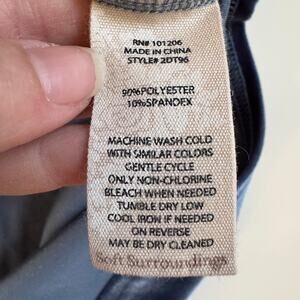 RN# 101206
MADE IN CHINA
STYLE# 2DT96
90%POLYESTER
10%SPANDEX
MACHINE WASH COLD
WITH SIMILAR COLORS
GENTLE CYCLE
ONLY NON-CHLORINE
BLEACH WHEN NEEDED
TUMBLE DRY LOW
COOL IRON IF NEEDED
ON REVERSE
MAY BE DRY CLEANED
Soft Surroundings